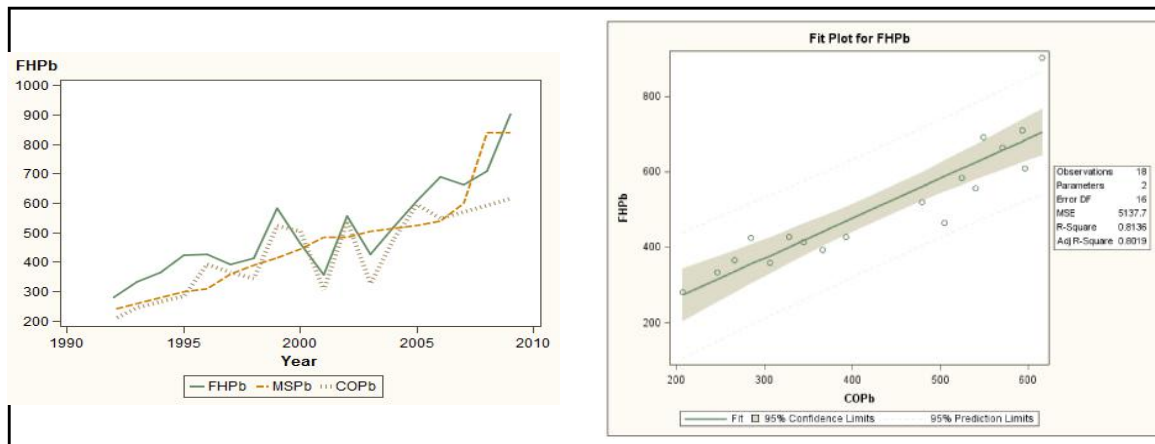 FHPb
1000
900
800
700
600
500
400
300
200
1990
1995
2000
2005
2010
Year
FHPb
MSPb
COPb
Fit Plot for FHPb
FHPb
800
600
400
200
200
300
400
500
600
COPb
Observations 18
Parameters 2
Error DF 16
MSE 5137.7
R-Square 0.8136
Adj R-Square 0.8019
Fit
95% Confidence Limits
95% Prediction Limits